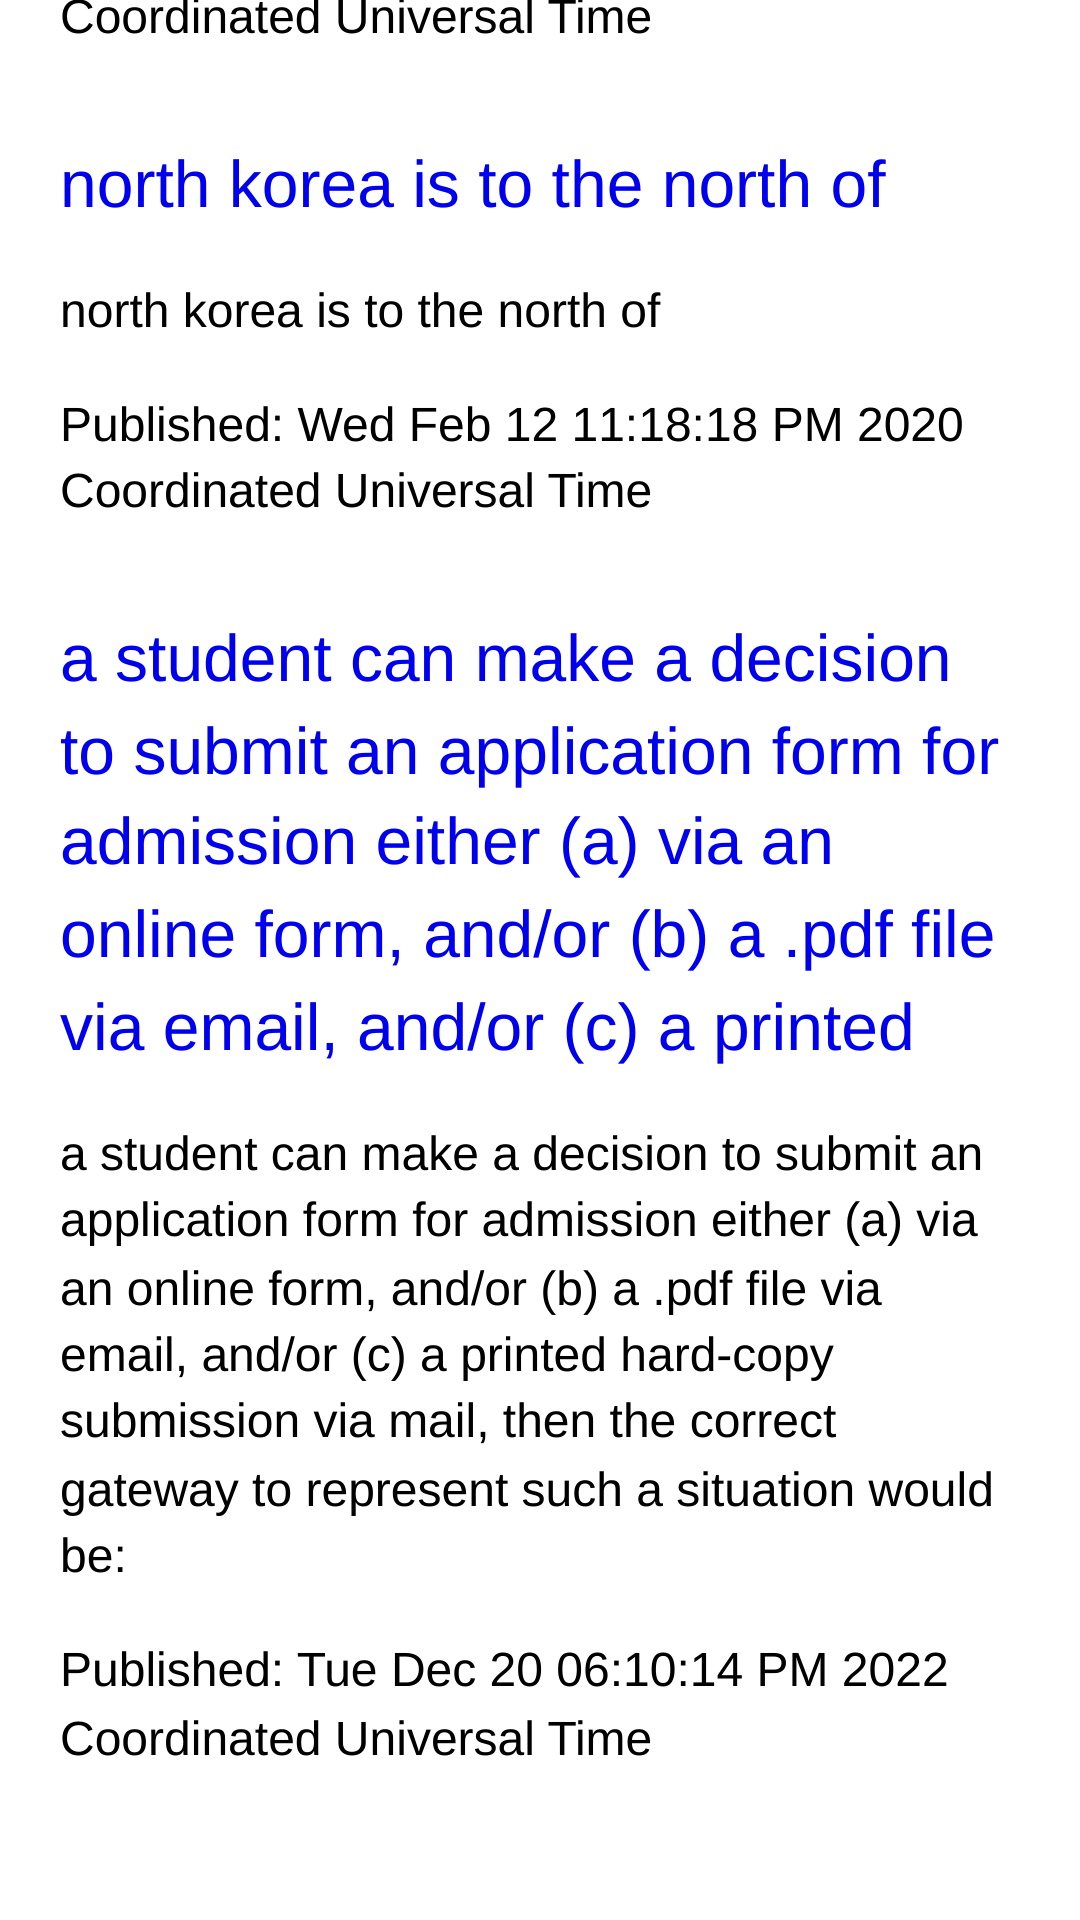 Coordinated Universal Time
north korea is to the north of
north korea is to the north of
Published: Wed Feb 12 11:18:18 PM 2020
Coordinated Universal Time
a student can make a decision
to submit an application form for
admission either (a) via an
online form, and/or (b) a .pdf file
via email, and/or (c) a printed
a student can make a decision to submit an
application form for admission either (a) via
an online form, and/or (b) a .pdf file via
email, and/or (c) a printed hard-copy
submission via mail, then the correct
gateway to represent such a situation would
be:
Published: Tue Dec 20 06:10:14 PM 2022
Coordinated Universal Time